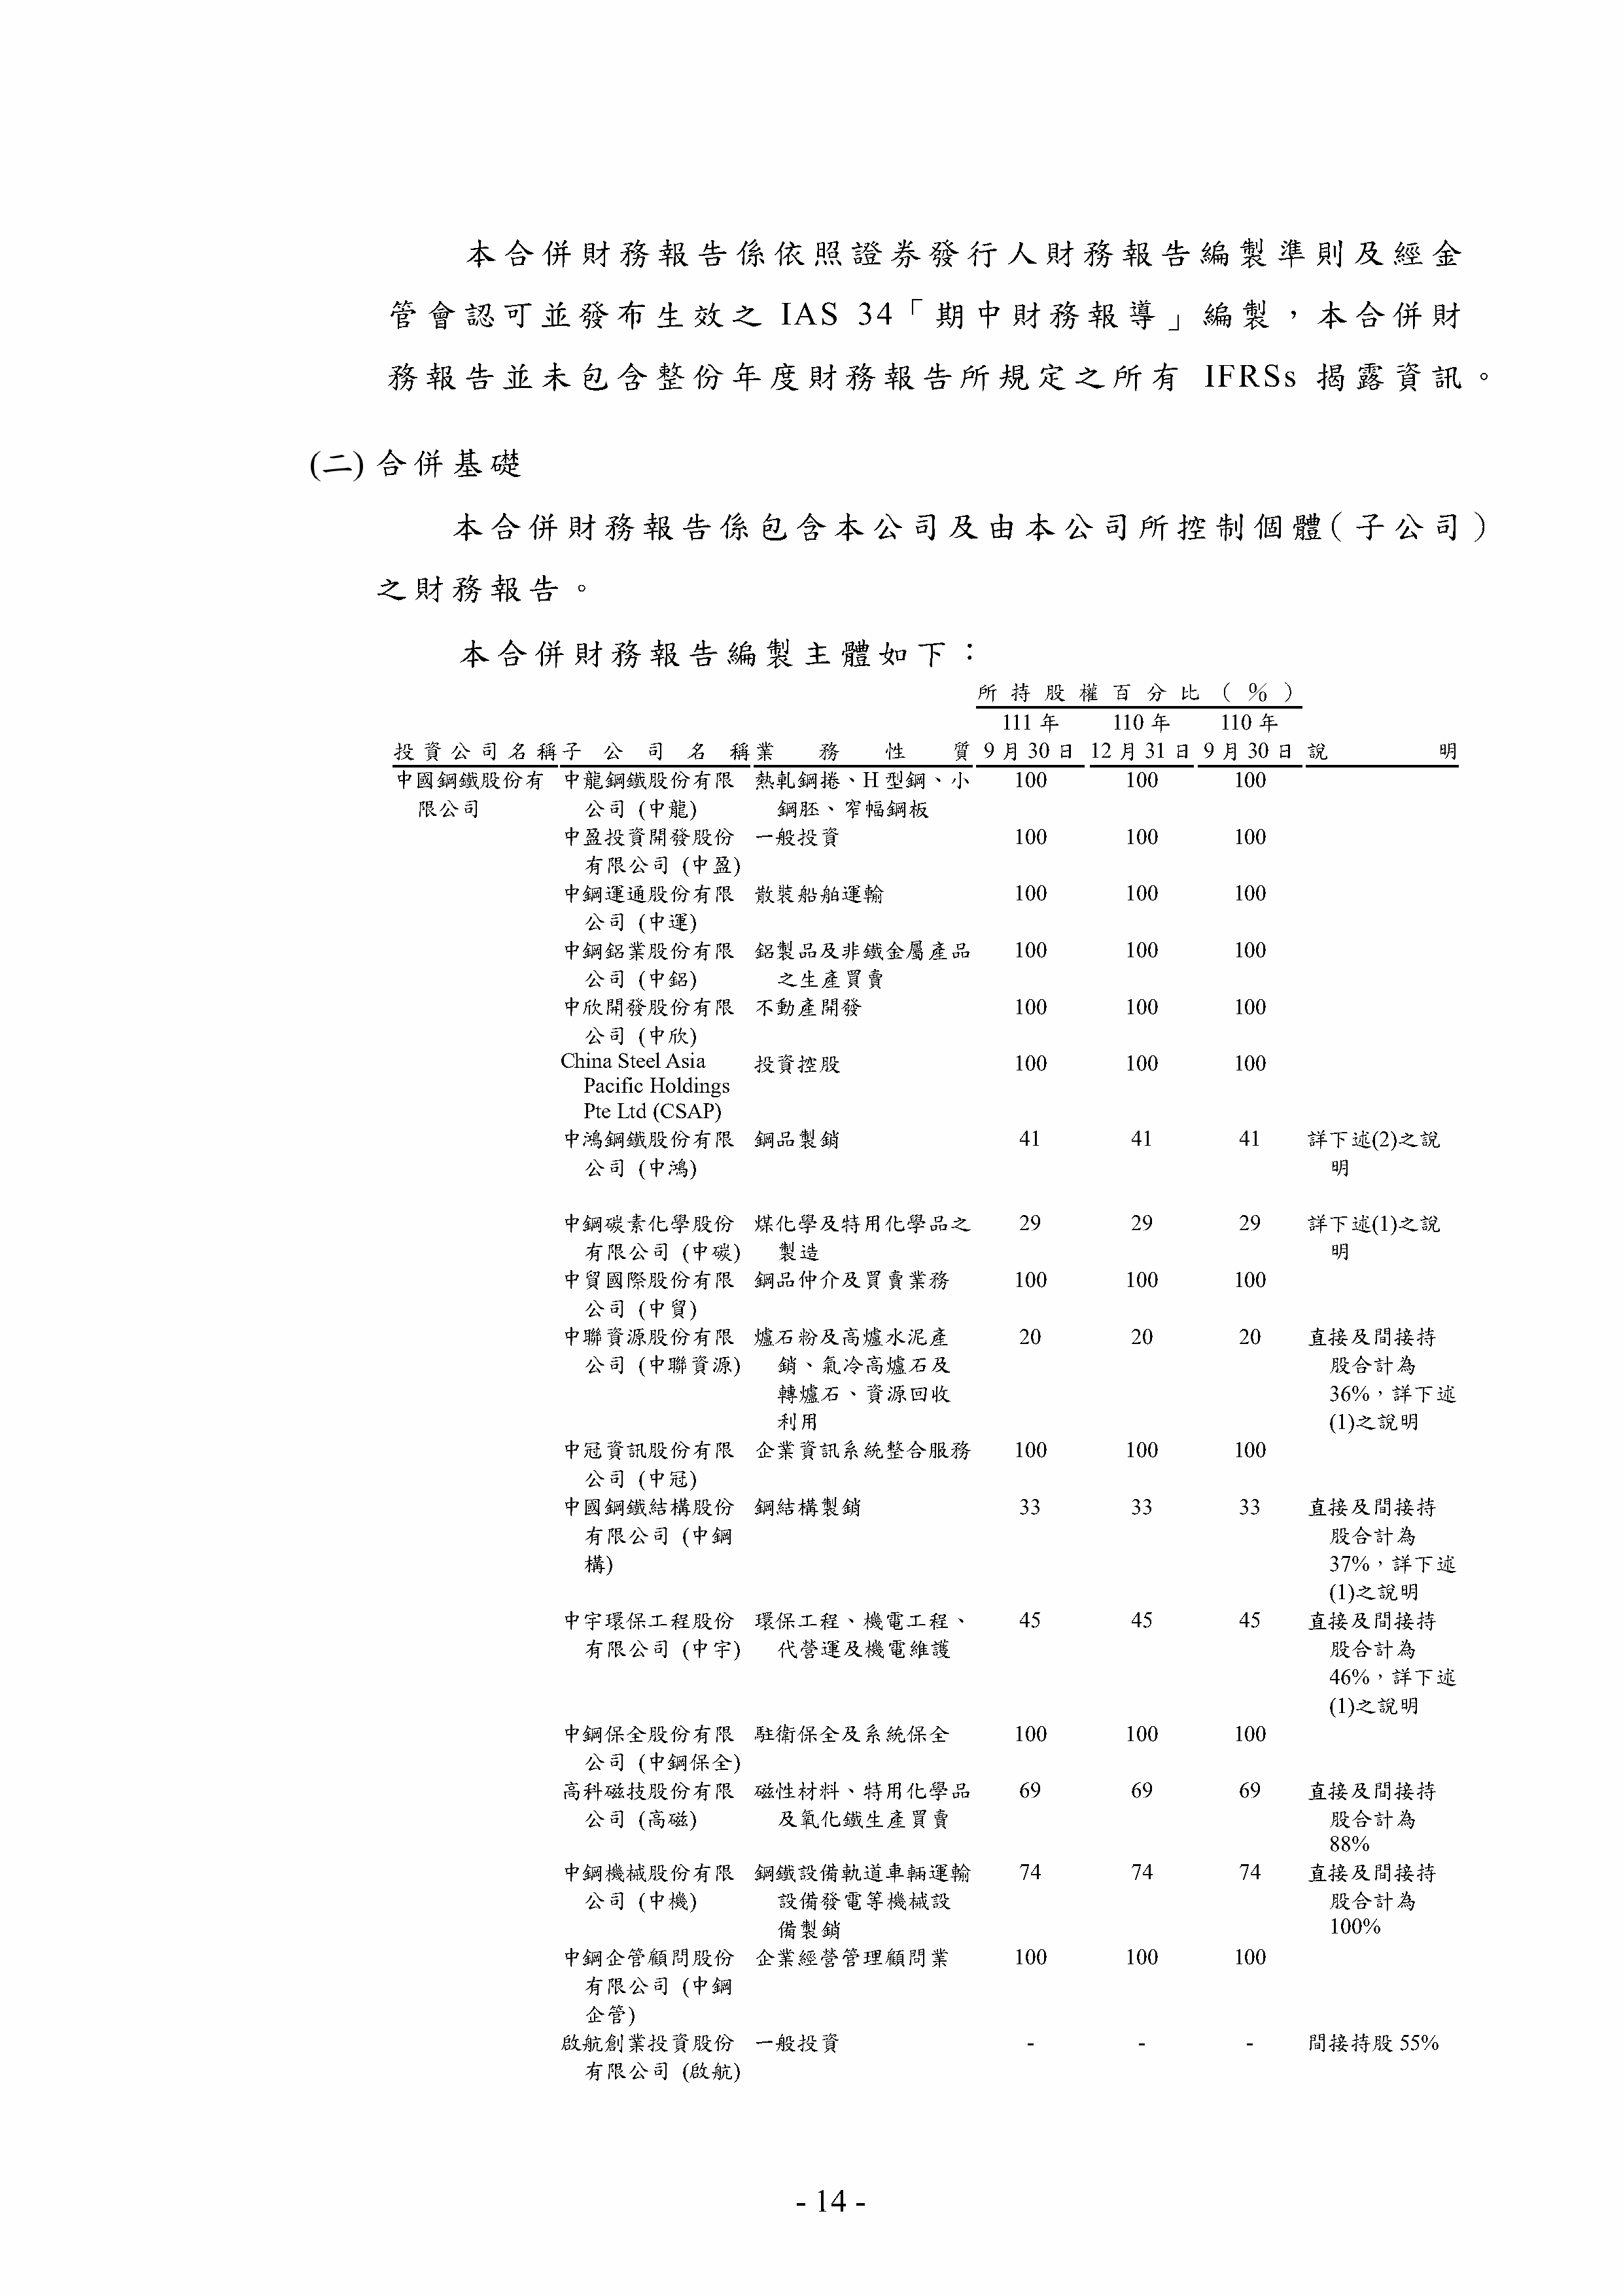 本合併財務報告係依照證券發行人財務報告編製準則及經金
管會認可並發布生效之 IAS 34「期中財務報導」編製，本合併財
務報告並未包含整份年度財務報告所規定之所有 IFRSs 揭露資訊。
(二) 合併基礎
本合併財務報告係包含本公司及由本公司所控制個體(子公司)
之財務報告。
本合併財務報告編製主體如下：
所持股權百分比（%）
111 年 110 年 110 年
投資公司名稱 子公司名稱 業務性質 9 月 30 日 12 月 31 日 9 月 30 日 說明
中國鋼鐵股份有 中龍鋼鐵股份有限 熱軋鋼捲、H 型鋼、小 100 100 100
限公司 公司 (中龍) 鋼胚、窄幅鋼板
中盈投資開發股份 一般投資 100 100 100
有限公司 (中盈)
中鋼運通股份有限 散裝船舶運輸 100 100 100
公司 (中運)
中鋼鋁業股份有限 鋁製品及非鐵金屬產品 100 100 100
公司 (中鋁) 之生產買賣
中欣開發股份有限 不動產開發 100 100 100
公司 (中欣)
China Steel Asia 投資控股 100 100 100
Pacific Holdings
Pte Ltd (CSAP)
中鴻鋼鐵股份有限 鋼品製銷 41 41 41 詳下述(2)之說
公司 (中鴻) 明
中鋼碳素化學股份 煤化學及特用化學品之 29 29 29 詳下述(1)之說
有限公司 (中碳) 製造 明
中貿國際股份有限 鋼品仲介及買賣業務 100 100 100
公司 (中貿)
中聯資源股份有限 爐石粉及高爐水泥產 20 20 20 直接及間接持
公司 (中聯資源) 銷、氣冷高爐石及 股合計為
轉爐石、資源回收 36%，詳下述
利用 (1)之說明
中冠資訊股份有限 企業資訊系統整合服務 100 100 100
公司 (中冠)
中國鋼鐵結構股份 鋼結構製銷 33 33 33 直接及間接持
有限公司 (中鋼 股合計為
構) 37%，詳下述
(1)之說明
中宇環保工程股份 環保工程、機電工程、 45 45 45 直接及間接持
有限公司 (中宇) 代營運及機電維護 股合計為
46%，詳下述
(1)之說明
中鋼保全股份有限 駐衛保全及系統保全 100 100 100
公司 (中鋼保全)
高科磁技股份有限 磁性材料、特用化學品 69 69 69 直接及間接持
公司 (高磁) 及氧化鐵生產買賣 股合計為
88%
中鋼機械股份有限 鋼鐵設備軌道車輛運輸 74 74 74 直接及間接持
公司 (中機) 設備發電等機械設 股合計為
備製銷 100%
中鋼企管顧問股份 企業經營管理顧問業 100 100 100
有限公司 (中鋼
企管)
啟航創業投資股份 一般投資 - - - 間接持股 55%
有限公司 (啟航)
- 14 -